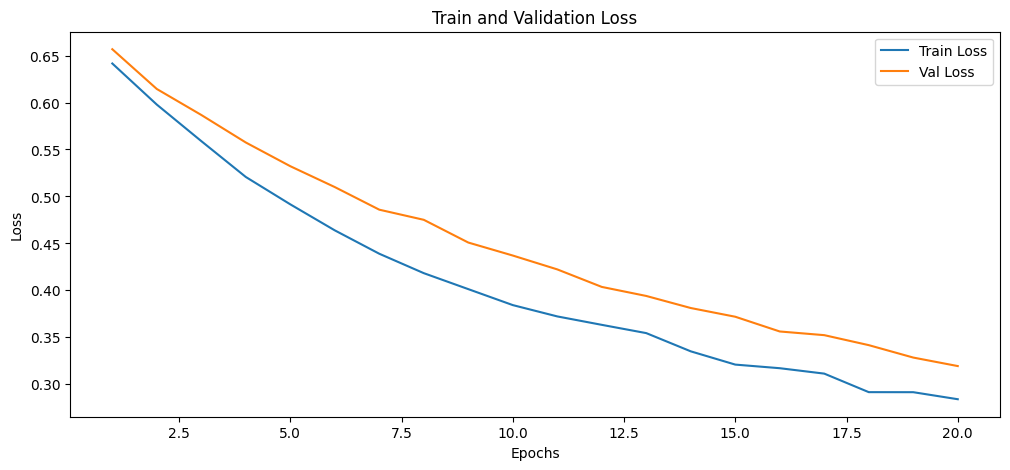 Train and Validation Loss
Train Loss
Val Loss
Loss
0.65
0.60
0.55
0.50
0.45
0.40
0.35
0.30
2.5 5.0 7.5 10.0 12.5 15.0 17.5 20.0
Epochs